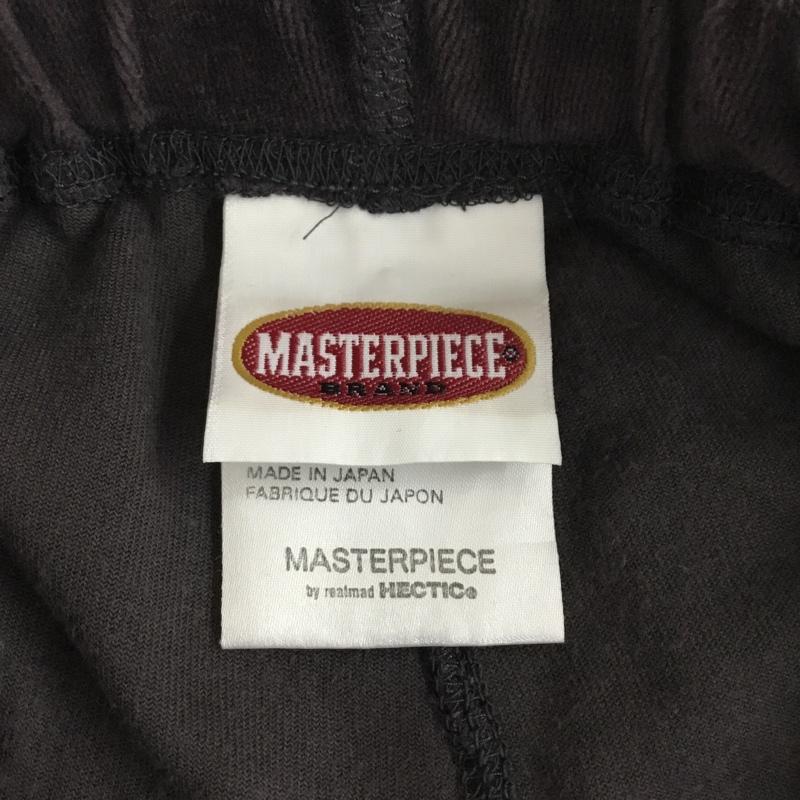 MASTERPIECE®
BRAND
MADE IN JAPAN
FABRIQUE DU JAPON
MASTERPIECE
by realmad HECTIC®